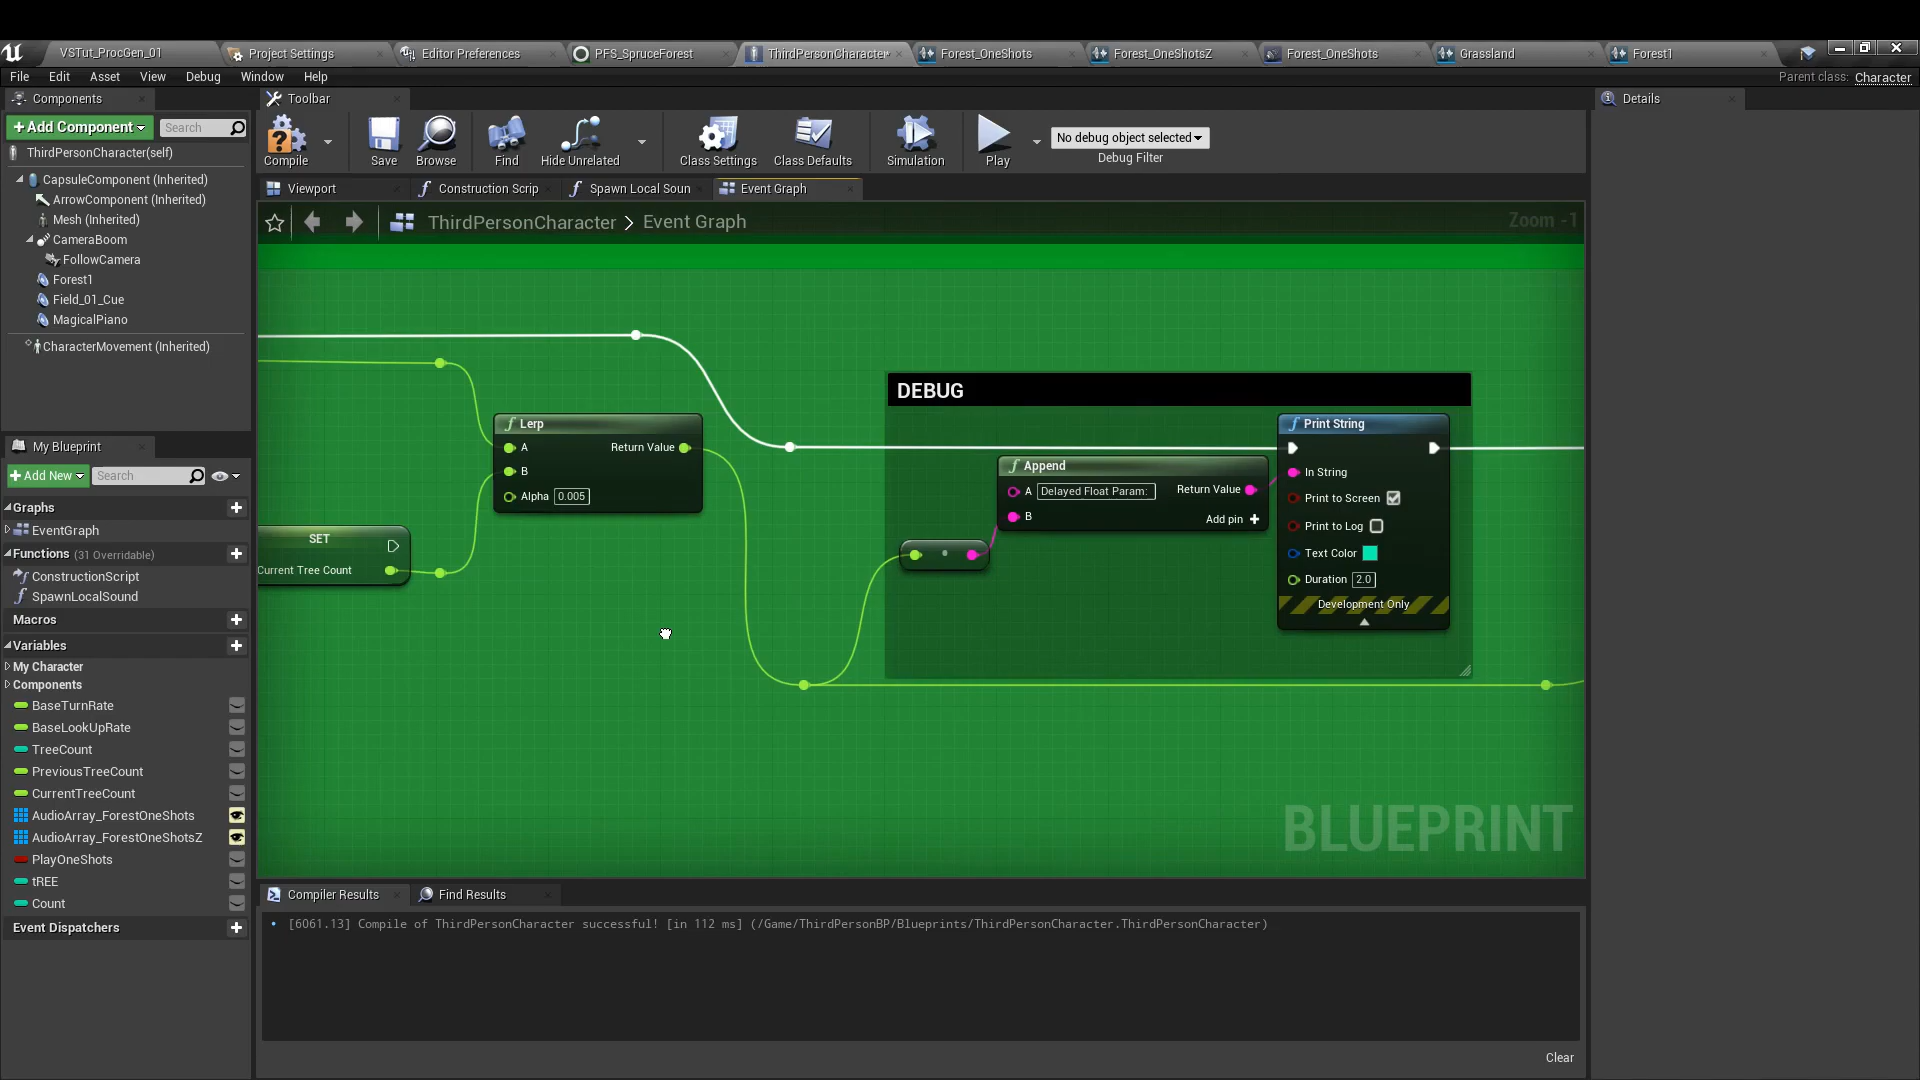 VSTut_ProcGen_01
Project Settings
Editor Preferences
PFS_SpruceForest
ThirdPersonCharacter*
Forest_OneShots
Forest_OneShotsZ
Forest_OneShots
Grassland
Forest1
File Edit Asset View Debug Window Help
Parent class: Character
Components
Toolbar
Details
+Add Component
Search
ThirdPersonCharacter(self)
CapsuleComponent (Inherited)
ArrowComponent (Inherited)
Mesh (Inherited)
CameraBoom
FollowCamera
Forest1
Field_01_Cue
MagicalPiano
CharacterMovement (Inherited)
Compile
Save
Browse
Find
Hide Unrelated
Class Settings
Class Defaults
Simulation
Play
No debug object selected
Debug Filter
Viewport
Construction Scrip
Spawn Local Soun
Event Graph
ThirdPersonCharacter > Event Graph
Zoom -1
My Blueprint
+Add New
Search
Graphs
EventGraph
Functions (31 Overridable)
ConstructionScript
SpawnLocalSound
Macros
Variables
My Character
Components
BaseTurnRate
BaseLookUpRate
TreeCount
PreviousTreeCount
CurrentTreeCount
AudioArray_ForestOneShots
AudioArray_ForestOneShotsZ
PlayOneShots
tREE
Count
Event Dispatchers
SET
Current Tree Count
Lerp
A
Return Value
B
Alpha 0.005
DEBUG
Append
A Delayed Float Param:
Return Value
B
Add pin +
Print String
In String
Print to Screen
Print to Log
Text Color
Duration 2.0
Development Only
BLUEPRINT
Compiler Results
Find Results
[6061.13] Compile of ThirdPersonCharacter successful! [in 112 ms] (/Game/ThirdPersonBP/Blueprints/ThirdPersonCharacter.ThirdPersonCharacter)
Clear